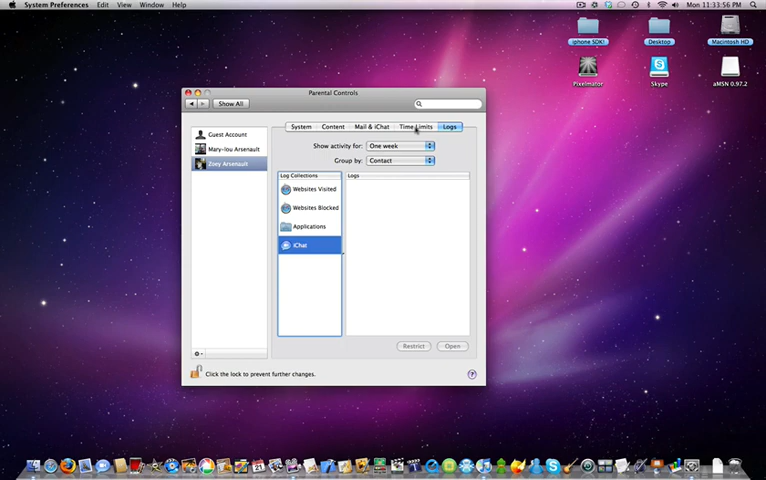 System Preferences Edit View Window Help
Mon 11:33:56 PM
iphone SDK!
Desktop
Macintosh HD
Pixelmator
Skype
aMSN 0.97.2
Parental Controls
Show All
System Content Mail & iChat Time Limits Logs
Guest Account
Mary-lou Arsenault
Zoey Arsenault
Show activity for: One week
Group by: Contact
Log Collections
Logs
Websites Visited
Websites Blocked
Applications
iChat
Restrict
Open
Click the lock to prevent further changes.
?
21